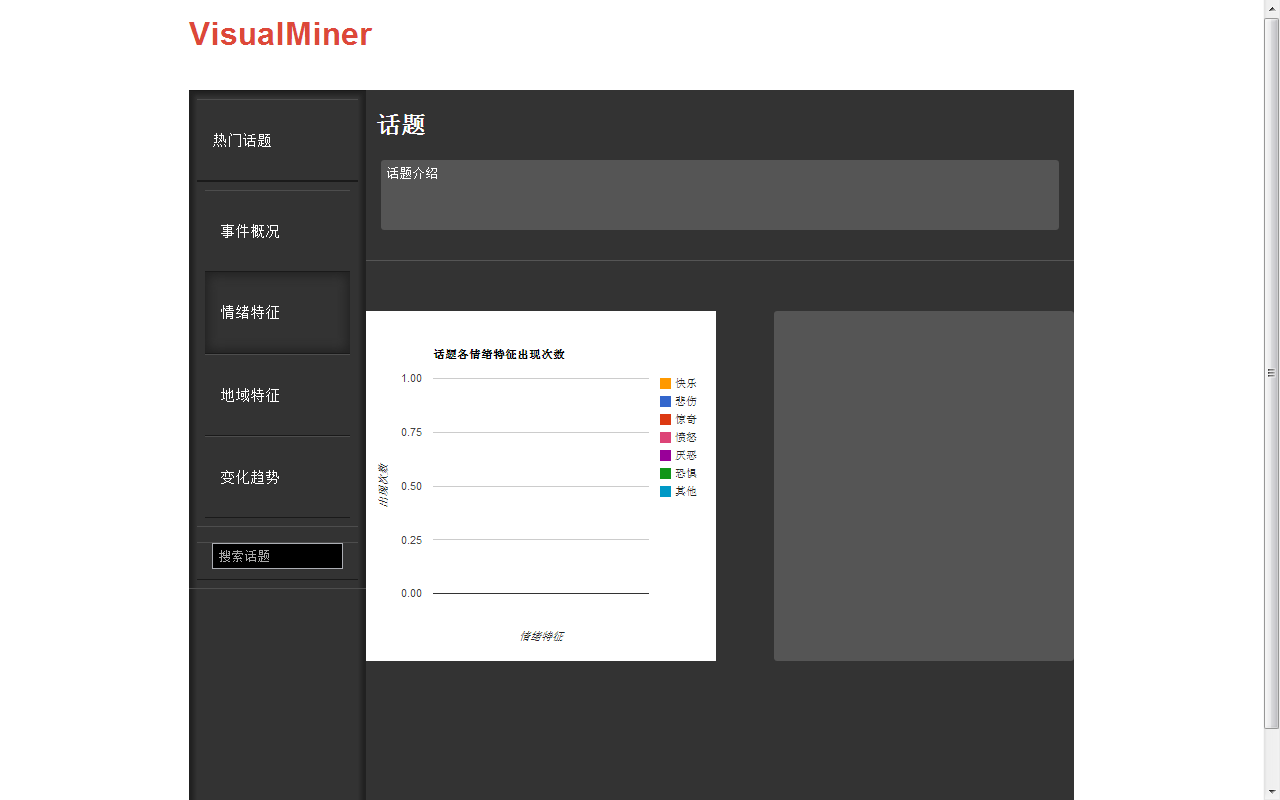 VisualMiner
热门话题
事件概况
情绪特征
地域特征
变化趋势
搜索话题
话题
话题介绍
话题各情绪特征出现次数
1.00
0.75
0.50
0.25
0.00
出现次数
情绪特征
快乐
悲伤
惊奇
愤怒
厌恶
恐惧
其他